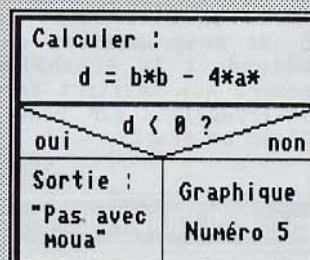 Calculer :
d = b*b - 4*a*
d < 0 ?
oui
non
Sortie :
"Pas avec
moua"
Graphique
Numéro 5